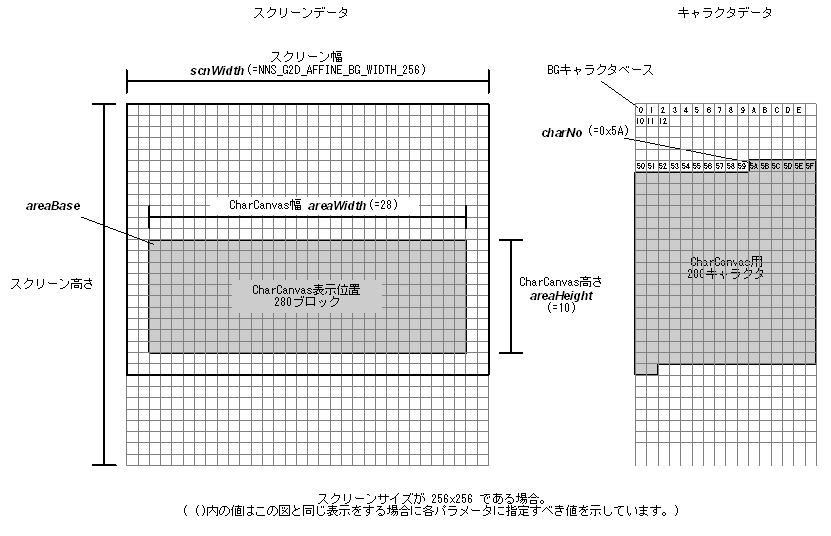 スクリーンデータ
キャラクタデータ
スクリーン幅
scnWidth (=NNS_G2D_AFFINE_BG_WIDTH_256)
BGキャラクタベース
0 1 2 3 4 5 6 7 8 9 A B C D E
10 11 12
charNo (=0x5A)
50 51 52 53 54 55 56 57 58 59 5A 5B 5C 5D 5E 5F
areaBase
CharCanvas幅 areaWidth (=28)
スクリーン高さ
CharCanvas表示位置
280ブロック
CharCanvas高さ
areaHeight
(=10)
CharCanvas用
280キャラクタ
スクリーンサイズが 256x256 である場合。
( ()内の値はこの図と同じ表示をする場合に各パラメータに指定すべき値を示しています。)